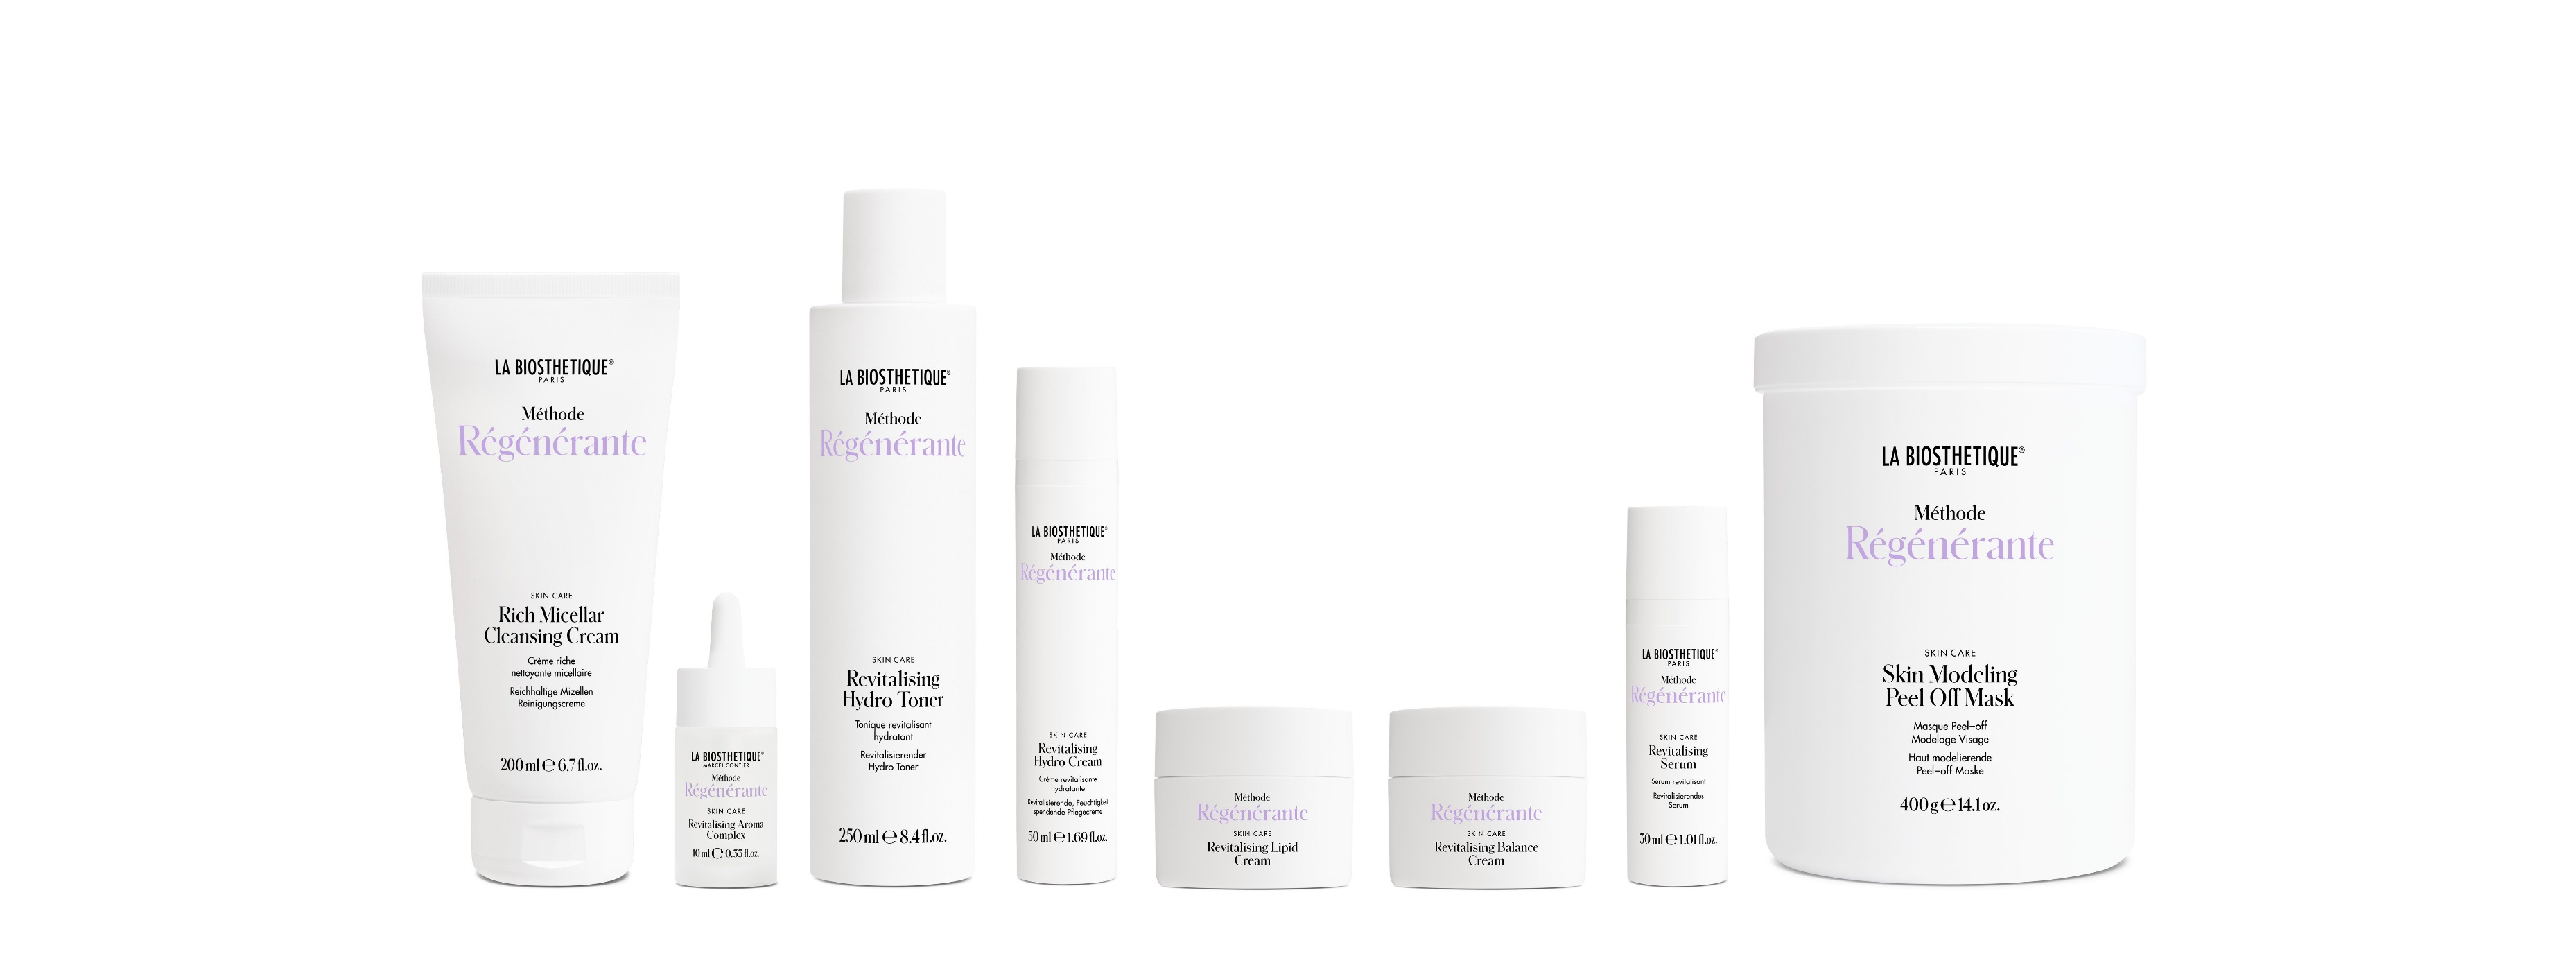 LA BIOSTHETIQUE®
PARIS
Méthode
Régénérante
SKIN CARE
Rich Micellar
Cleansing Cream
Crème riche
nettoyante micellaire
Reichhaltige Mizellen
Reinigungscreme
200 ml ℮ 6.7 fl.oz.
LA BIOSTHETIQUE®
MARCEL CONTIER
Méthode
Régénérante
SKIN CARE
Revitalising Aroma
Complex
10 ml ℮ 0.33 fl.oz.
LA BIOSTHETIQUE®
PARIS
Méthode
Régénérante
SKIN CARE
Revitalising
Hydro Toner
Tonique revitalisant
hydratant
Revitalisierender
Hydro Toner
250 ml ℮ 8.4 fl.oz.
LA BIOSTHETIQUE®
PARIS
Méthode
Régénérante
SKIN CARE
Revitalising
Hydro Cream
Crème revitalisante
hydratante
Revitalisierende, Feuchtigkeit
spendende Pflegecreme
50 ml ℮ 1.69 fl.oz.
Méthode
Régénérante
SKIN CARE
Revitalising Lipid
Cream
Méthode
Régénérante
SKIN CARE
Revitalising Balance
Cream
LA BIOSTHETIQUE®
PARIS
Méthode
Régénérante
SKIN CARE
Revitalising
Serum
Serum revitalisant
Revitalisierendes
Serum
30 ml ℮ 1.01 fl.oz.
LA BIOSTHETIQUE®
PARIS
Méthode
Régénérante
SKIN CARE
Skin Modeling
Peel Off Mask
Masque Peel-off
Modelage Visage
Haut modelierende
Peel-off Maske
400 g ℮ 14.1 oz.